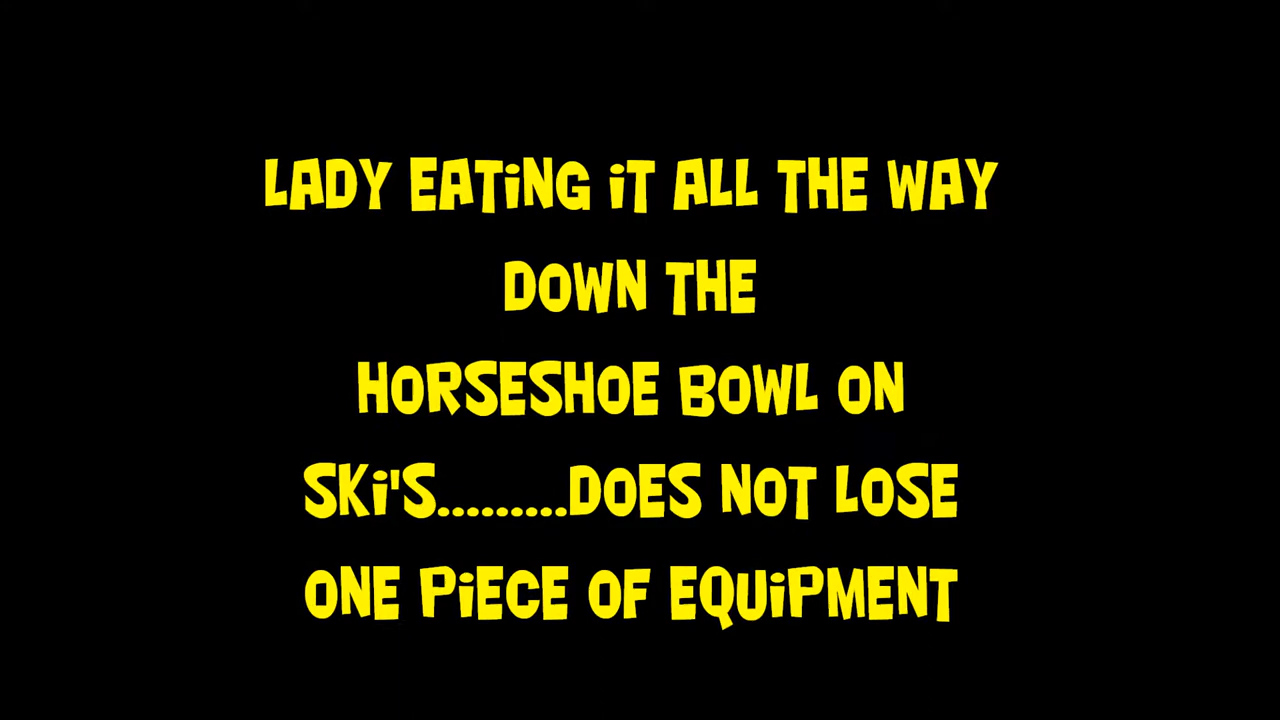 LADY EATING IT ALL THE WAY
DOWN THE
HORSESHOE BOWL ON
SKI'S.........DOES NOT LOSE
ONE PIECE OF EQUIPMENT